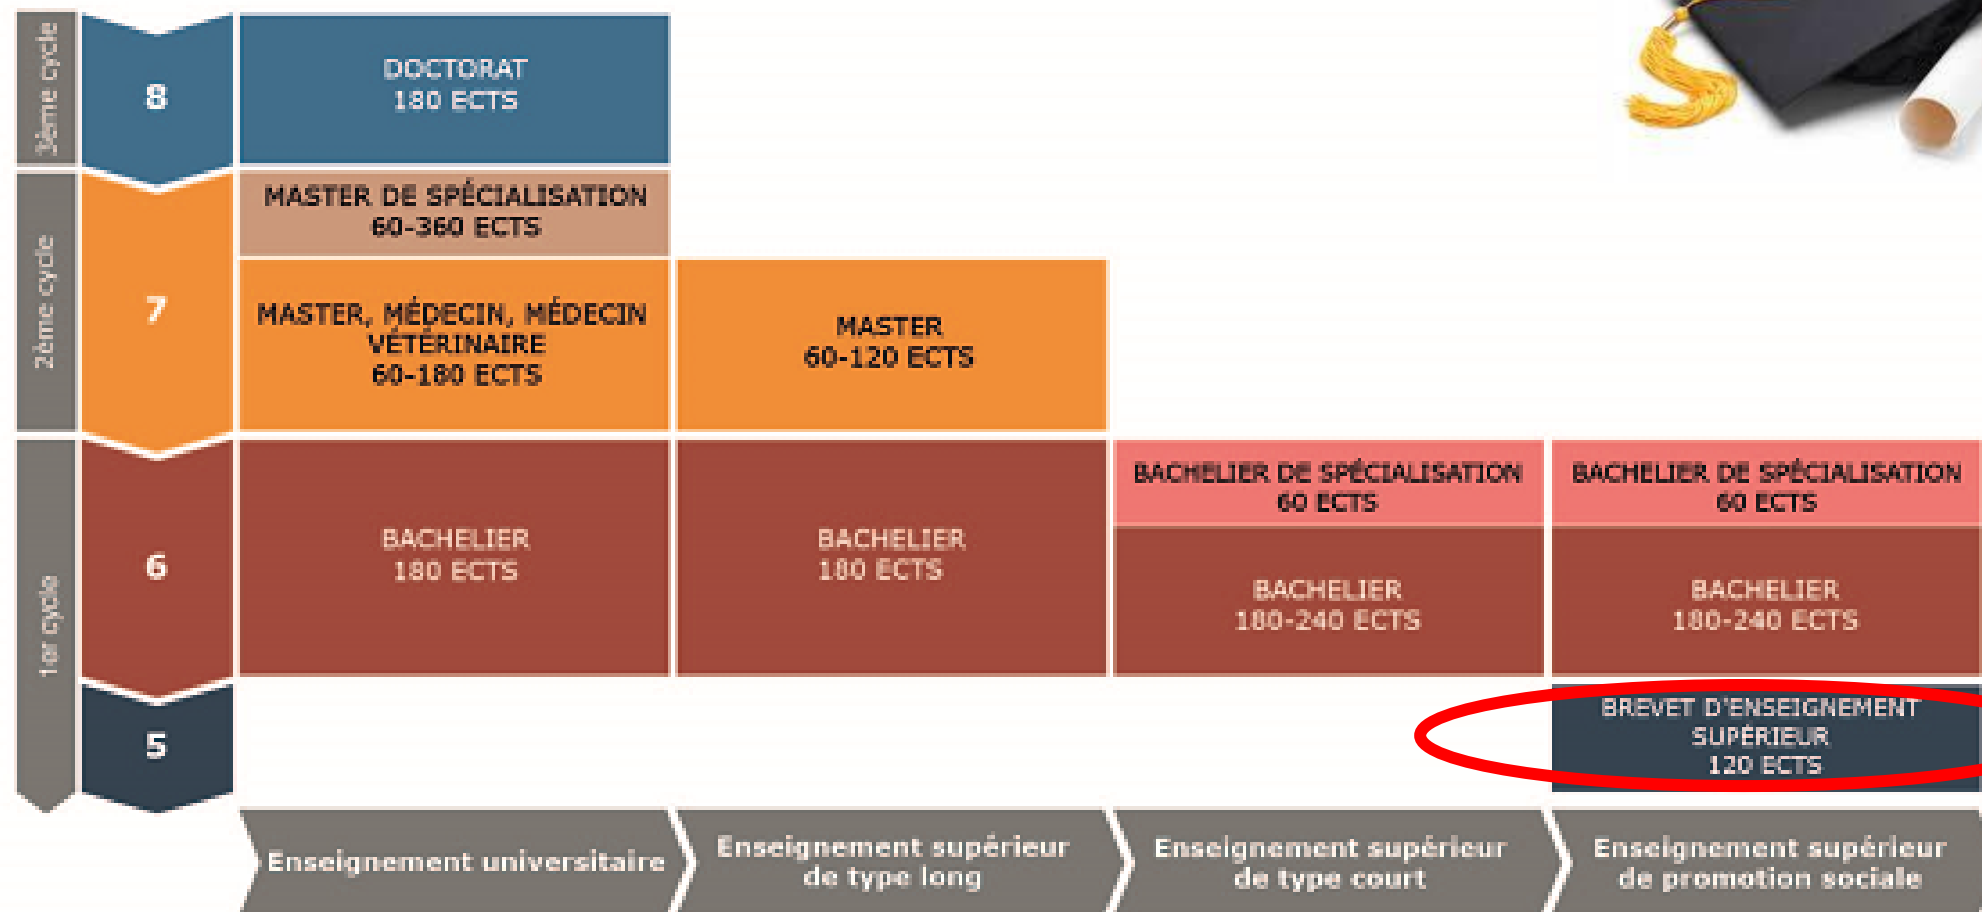 3ème cycle
8
DOCTORAT
180 ECTS
2ème cycle
7
MASTER DE SPÉCIALISATION
60-360 ECTS
MASTER, MÉDECIN, MÉDECIN
VÉTÉRINAIRE
60-180 ECTS
MASTER
60-120 ECTS
1er cycle
6
BACHELIER
180 ECTS
BACHELIER
180 ECTS
BACHELIER DE SPÉCIALISATION
60 ECTS
BACHELIER
180-240 ECTS
BACHELIER DE SPÉCIALISATION
60 ECTS
BACHELIER
180-240 ECTS
5
BREVET D'ENSEIGNEMENT
SUPÉRIEUR
120 ECTS
Enseignement universitaire
Enseignement supérieur
de type long
Enseignement supérieur
de type court
Enseignement supérieur
de promotion sociale